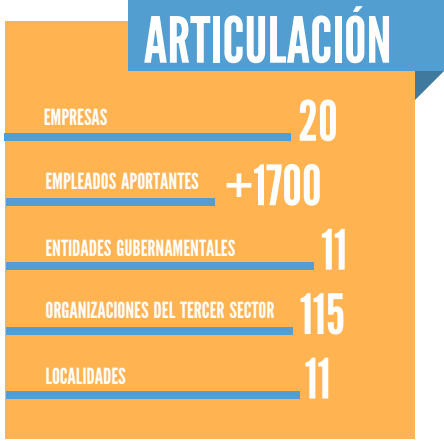 ARTICULACIÓN
EMPRESAS 20
EMPLEADOS APORTANTES +1700
ENTIDADES GUBERNAMENTALES 11
ORGANIZACIONES DEL TERCER SECTOR 115
LOCALIDADES 11